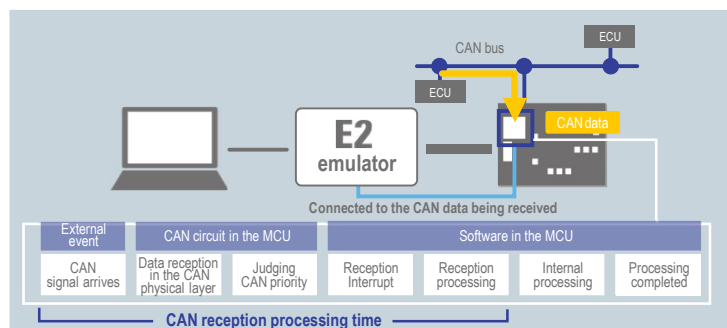 ECU
CAN bus
ECU
CAN data
E2
emulator
Connected to the CAN data being received
External
event
CAN circuit in the MCU
Software in the MCU
CAN
signal arrives
Data reception
in the CAN
physical layer
Judging
CAN priority
Reception
Interrupt
Reception
processing
Internal
processing
Processing
completed
CAN reception processing time